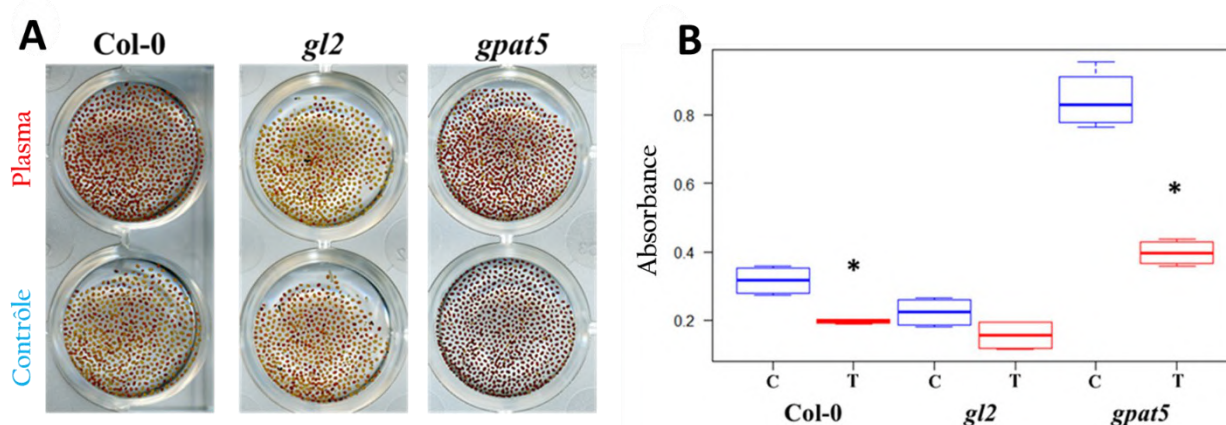 A
Col-0
gl2
gpat5
Plasma
Contrôle
B
Absorbance
0.8
0.6
0.4
0.2
*
*
C
T
C
T
C
T
Col-0
gl2
gpat5